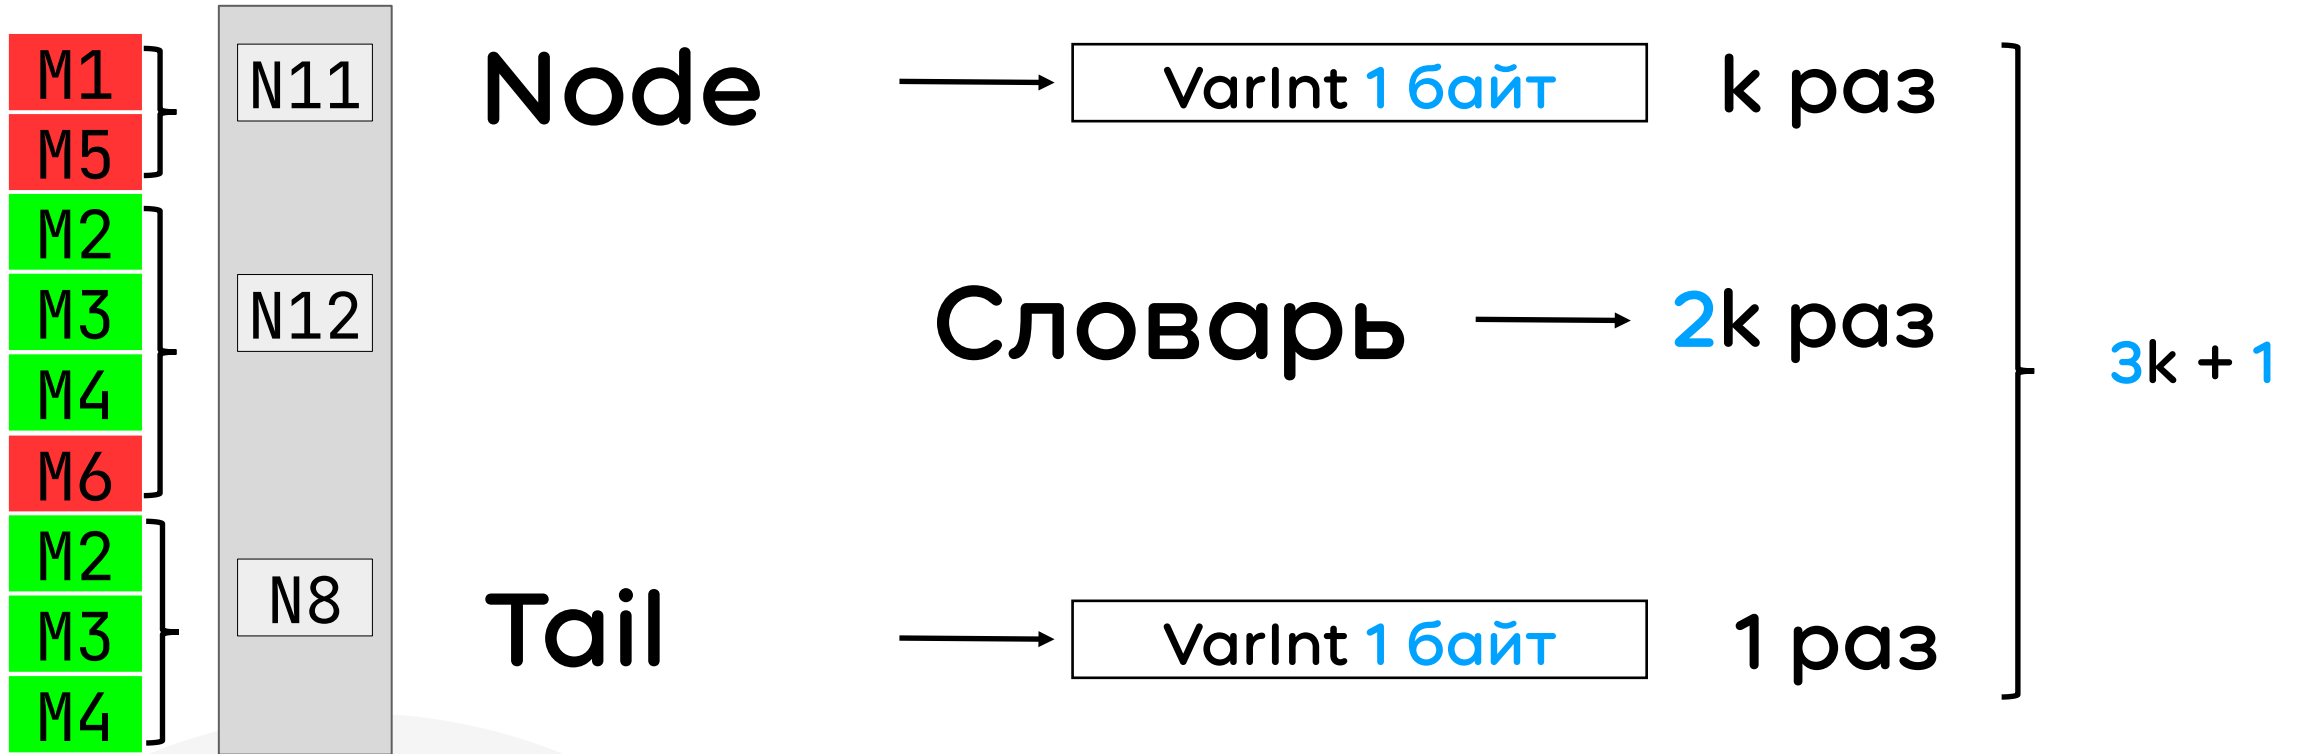 M1
M5
M2
M3
M4
M6
M2
M3
M4
N11
N12
N8
Node
VarInt 1 байт
k раз
Словарь
2k раз
3k + 1
Tail
VarInt 1 байт
1 раз